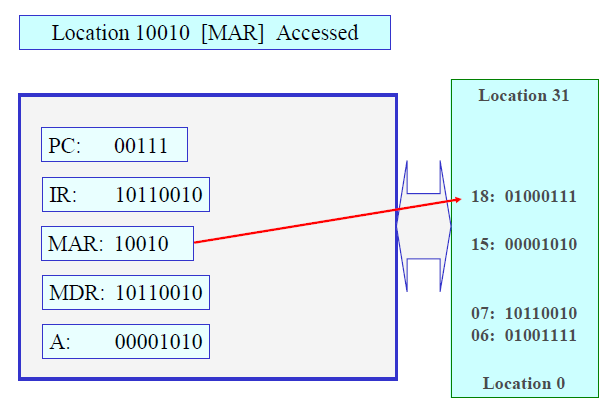 Location 10010 [MAR] Accessed
PC: 00111
IR: 10110010
MAR: 10010
MDR: 10110010
A: 00001010
Location 31
18: 01000111
15: 00001010
07: 10110010
06: 01001111
Location 0